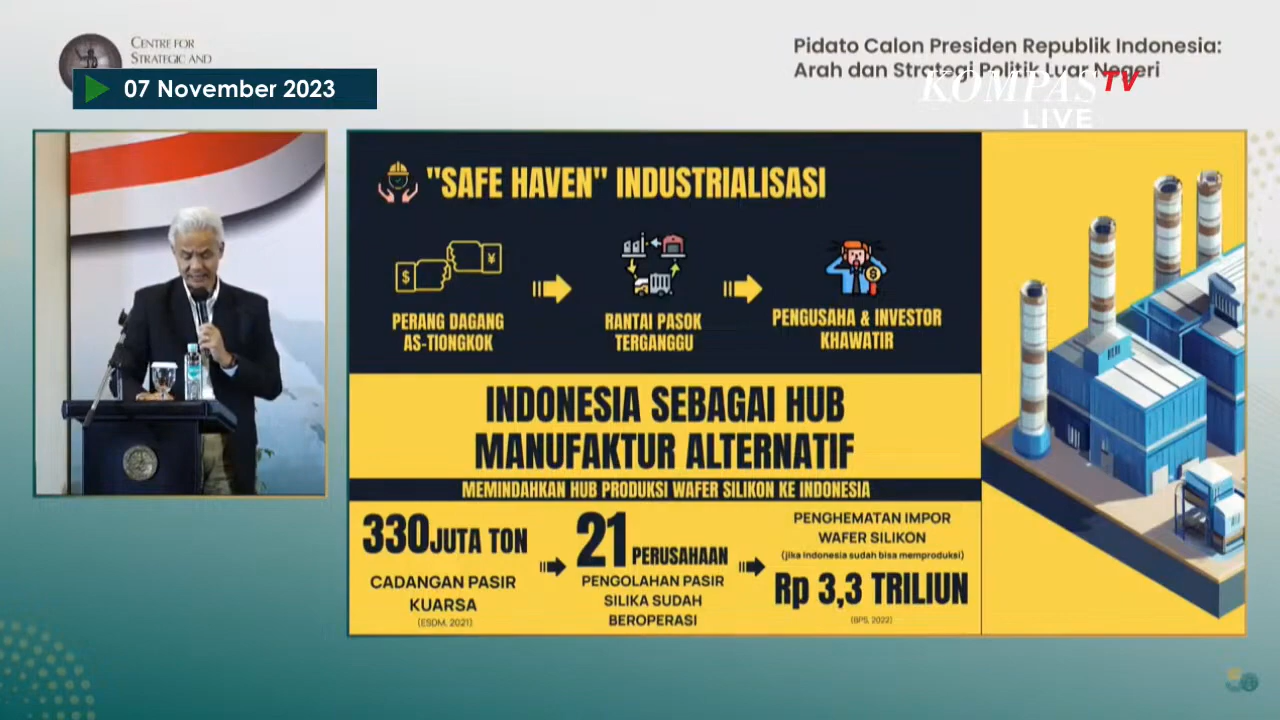 CENTRE FOR
STRATEGIC AND
07 November 2023
Pidato Calon Presiden Republik Indonesia:
Arah dan Strategi Politik Luar Negeri
KOMPAS TV
LIVE
"SAFE HAVEN" INDUSTRIALISASI
$
¥
$
PERANG DAGANG
AS-TIONGKOK
RANTAI PASOK
TERGANGGU
PENGUSAHA & INVESTOR
KHAWATIR
INDONESIA SEBAGAI HUB
MANUFAKTUR ALTERNATIF
MEMINDAHKAN HUB PRODUKSI WAFER SILIKON KE INDONESIA
330 JUTA TON
CADANGAN PASIR
KUARSA
(ESDM, 2021)
21 PERUSAHAAN
PENGOLAHAN PASIR
SILIKA SUDAH
BEROPERASI
PENGHEMATAN IMPOR
WAFER SILIKON
(jika Indonesia sudah bisa memproduksi)
Rp 3,3 TRILIUN
(BPS, 2022)